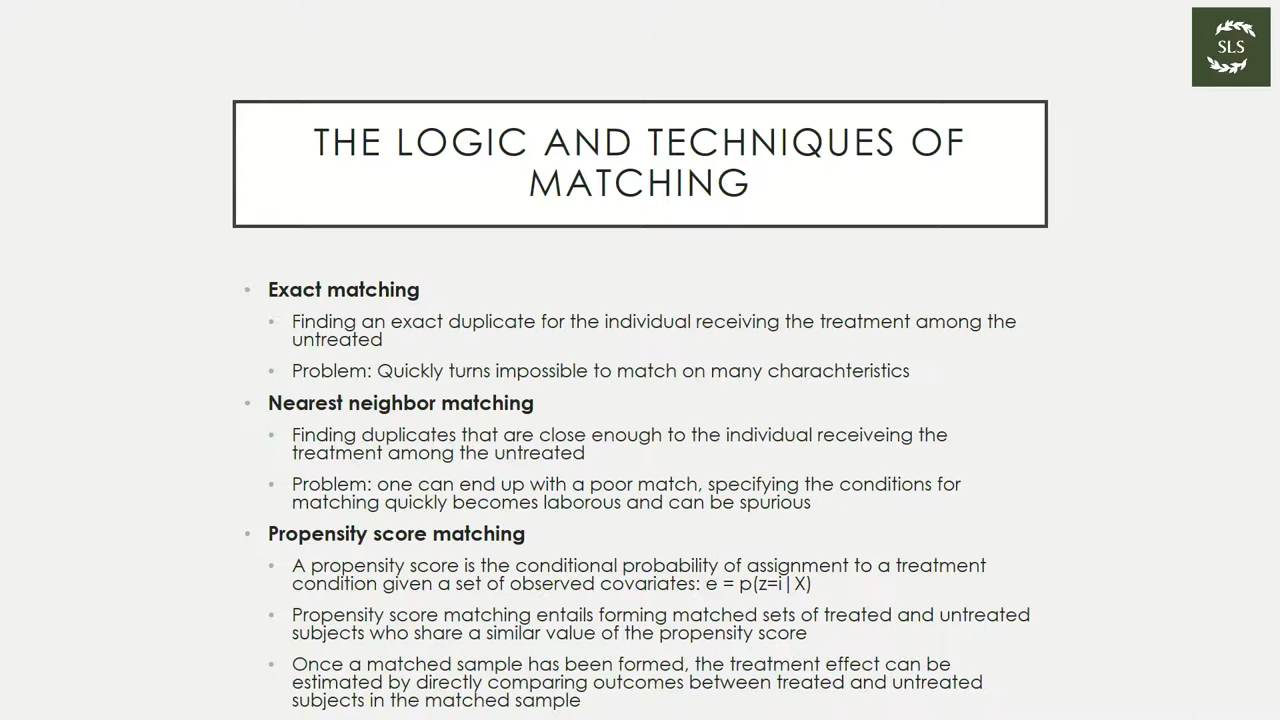 SLS
THE LOGIC AND TECHNIQUES OF
MATCHING
• Exact matching
• Finding an exact duplicate for the individual receiving the treatment among the
untreated
• Problem: Quickly turns impossible to match on many charachteristics
• Nearest neighbor matching
• Finding duplicates that are close enough to the individual receiveing the
treatment among the untreated
• Problem: one can end up with a poor match, specifying the conditions for
matching quickly becomes laborous and can be spurious
• Propensity score matching
• A propensity score is the conditional probability of assignment to a treatment
condition given a set of observed covariates: e = p(z=i|X)
• Propensity score matching entails forming matched sets of treated and untreated
subjects who share a similar value of the propensity score
• Once a matched sample has been formed, the treatment effect can be
estimated by directly comparing outcomes between treated and untreated
subjects in the matched sample